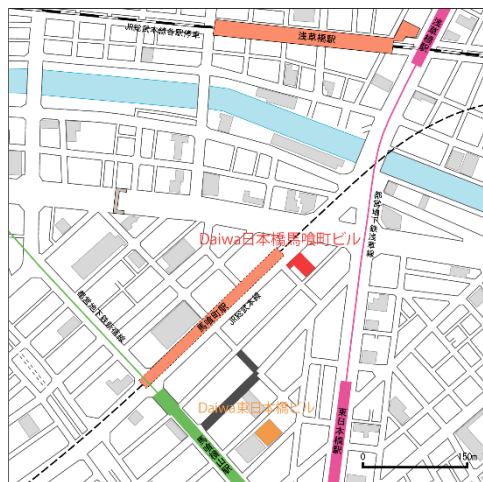 JR総武本線各駅停車
浅草橋駅
浅草橋駅
都営地下鉄浅草線
Daiwa日本橋馬喰町ビル
都営地下鉄新宿線
馬喰町駅
JR総武本線
Daiwa東日本橋ビル
馬喰横山駅
東日本橋駅
0 150m